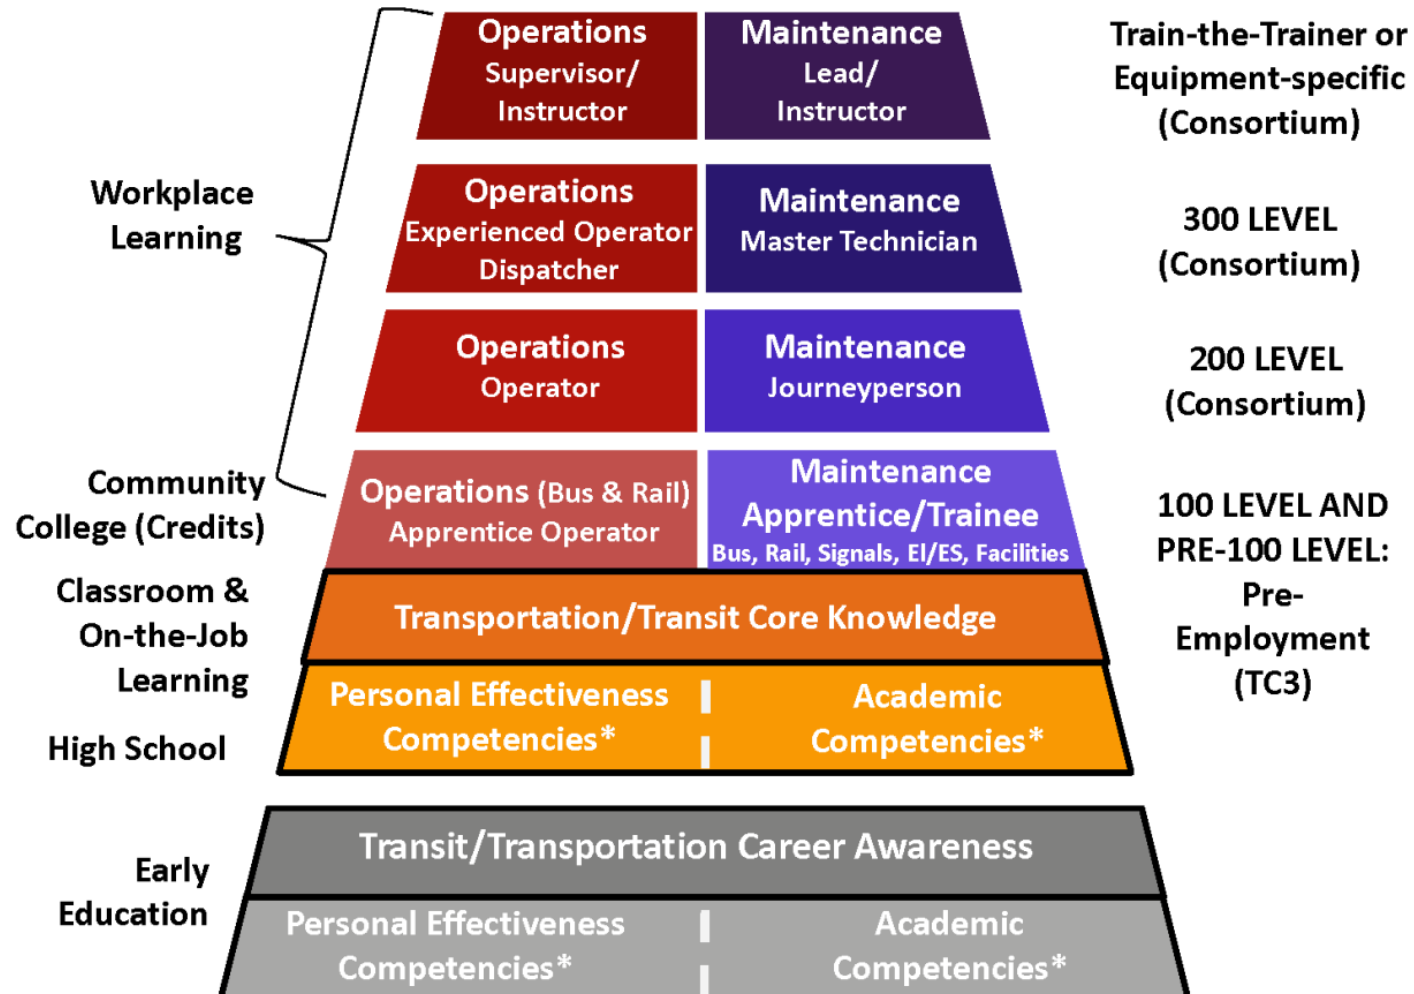 Operations
Supervisor/
Instructor
Maintenance
Lead/
Instructor
Train-the-Trainer or
Equipment-specific
(Consortium)
Workplace
Learning
Operations
Experienced Operator
Dispatcher
Maintenance
Master Technician
300 LEVEL
(Consortium)
Operations
Operator
Maintenance
Journeyperson
200 LEVEL
(Consortium)
Community
College (Credits)
Operations (Bus & Rail)
Apprentice Operator
Maintenance
Apprentice/Trainee
Bus, Rail, Signals, El/ES, Facilities
100 LEVEL AND
PRE-100 LEVEL:
Pre-
Employment
(TC3)
Classroom &
On-the-Job
Learning
Transportation/Transit Core Knowledge
High School
Personal Effectiveness
Competencies*
Academic
Competencies*
Early
Education
Transit/Transportation Career Awareness
Personal Effectiveness
Competencies*
Academic
Competencies*